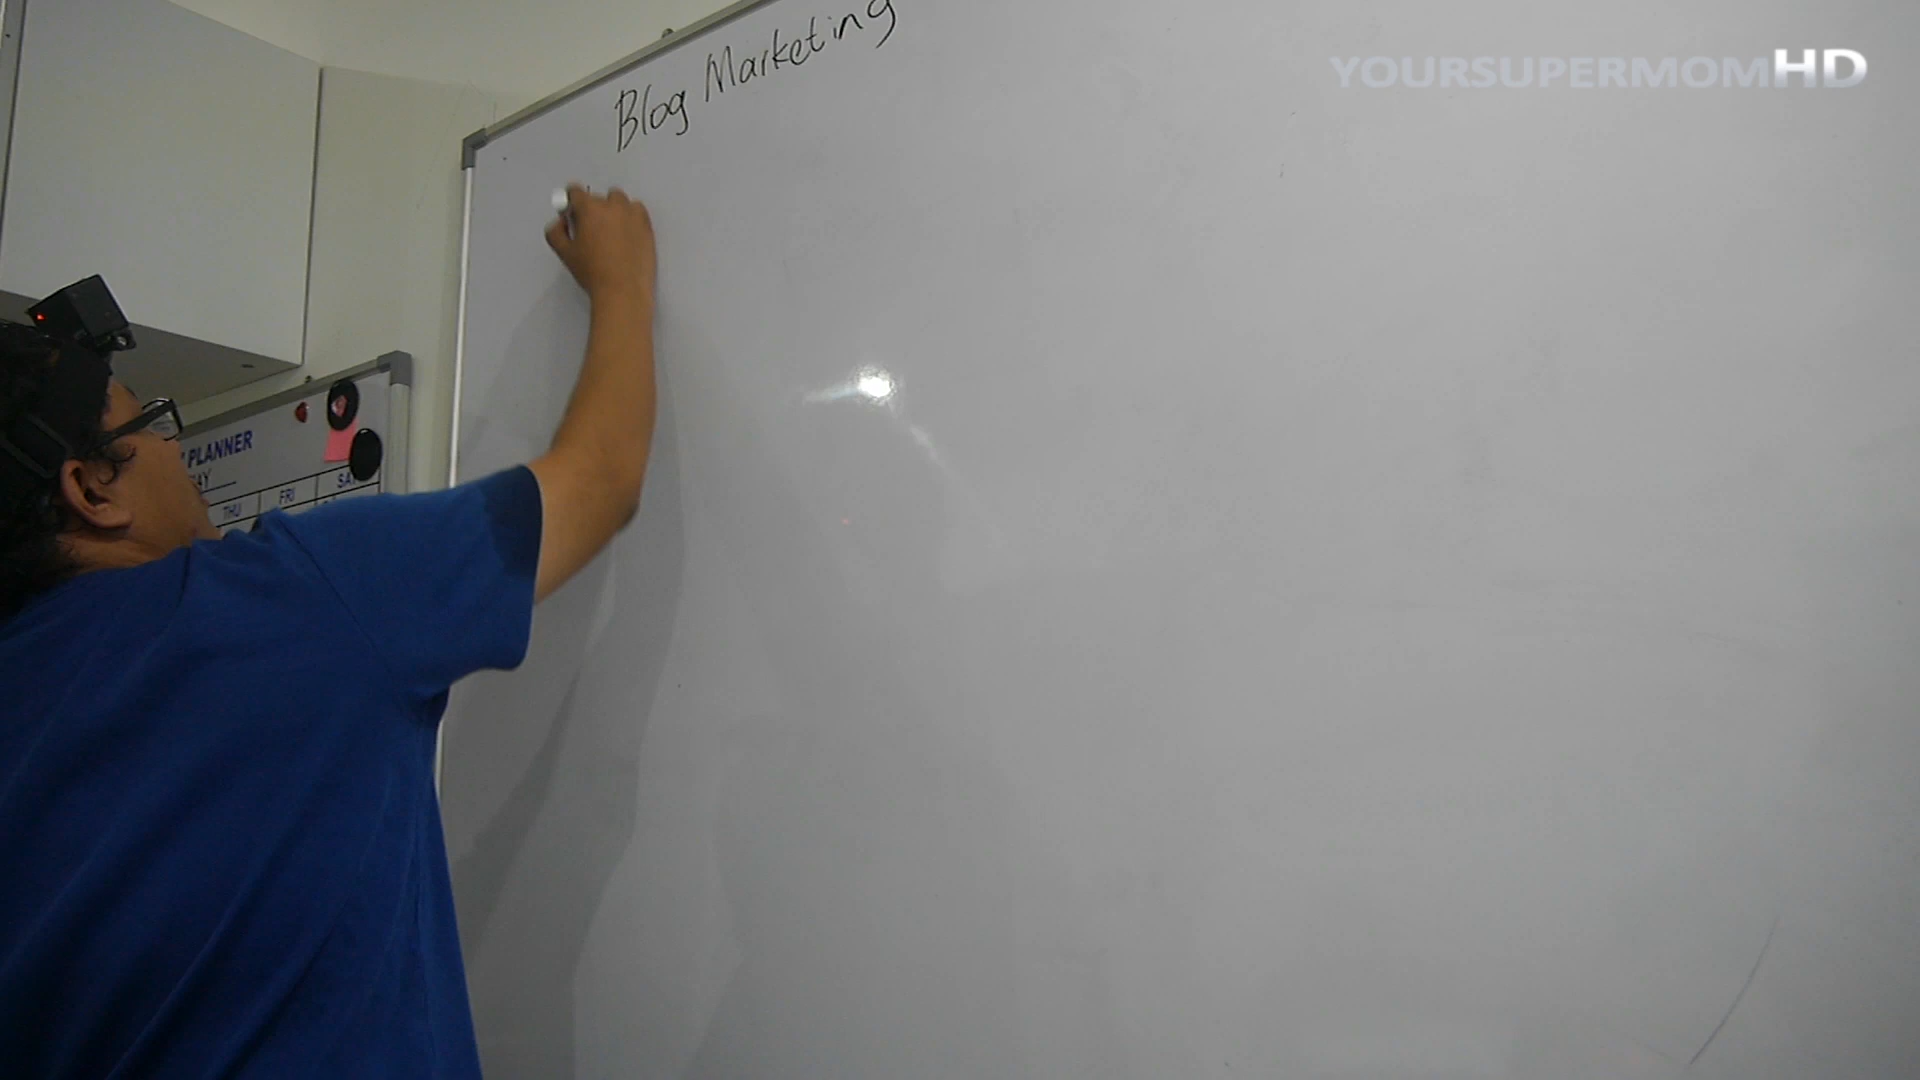 YOURSUPERMOMHD
Blog Marketing
PLANNER
THU
FRI